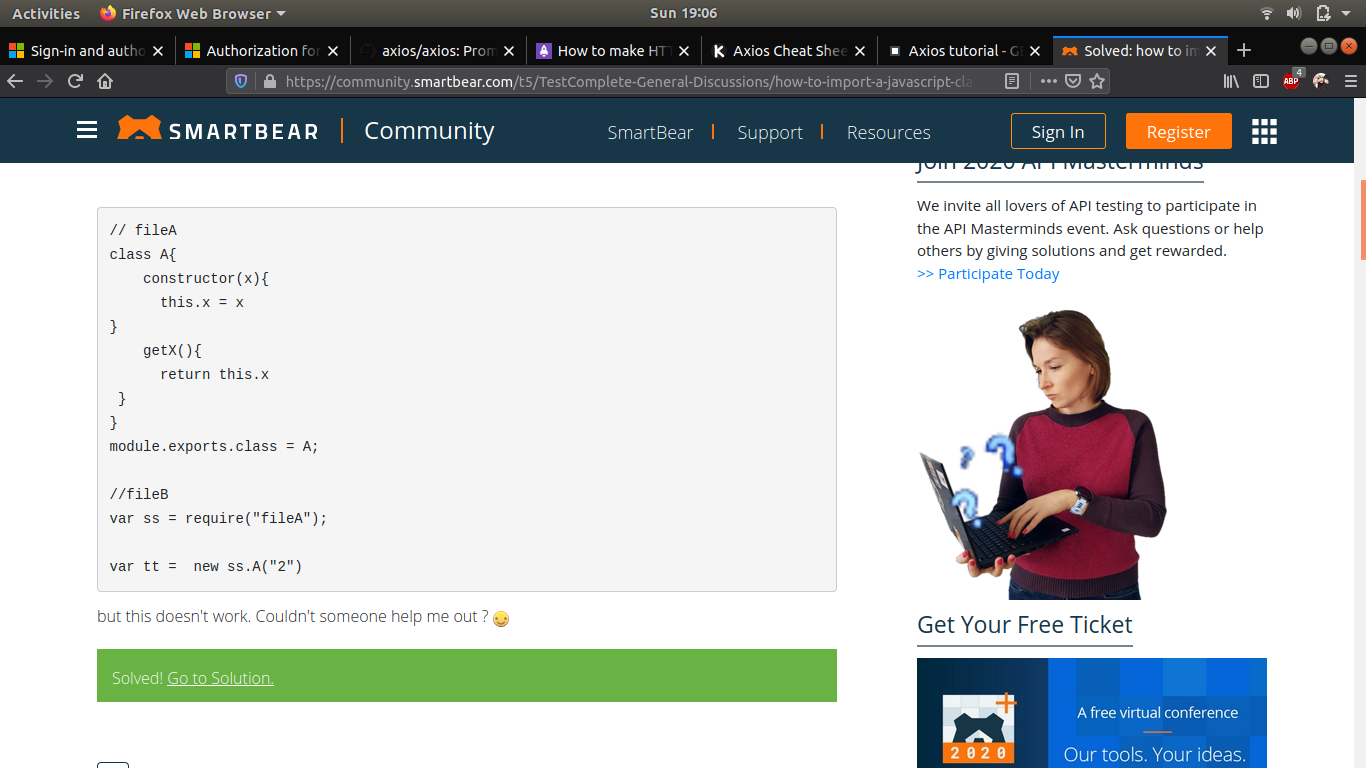 Activities
Firefox Web Browser
Sun 19:06
Sign-in and autho
Authorization for
axios/axios: Prom
How to make HT
Axios Cheat Shee
Axios tutorial - G
Solved: how to im
https://community.smartbear.com/t5/TestComplete-General-Discussions/how-to-import-a-javascript-cla
ABP
4
SMARTBEAR
Community
SmartBear
Support
Resources
Sign In
Register
Join 2020 API Masterminds
We invite all lovers of API testing to participate in
the API Masterminds event. Ask questions or help
others by giving solutions and get rewarded.
>> Participate Today
// fileA
class A{
    constructor(x){
      this.x = x
}
    getX(){
      return this.x
 }
}
module.exports.class = A;
//fileB
var ss = require("fileA");
var tt =  new ss.A("2")
but this doesn't work. Couldn't someone help me out ?
Solved! Go to Solution.
Get Your Free Ticket
A free virtual conference
Our tools. Your ideas.
2020